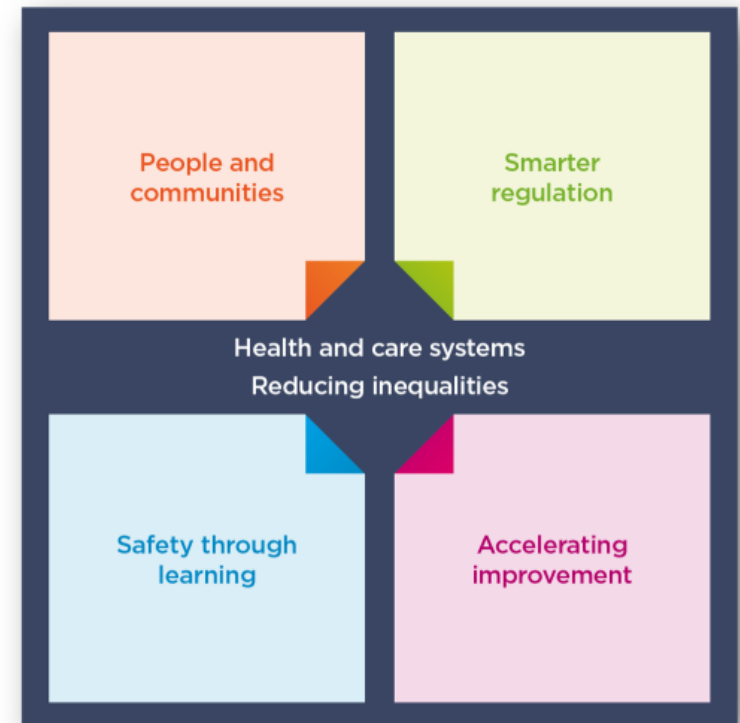 People and
communities
Smarter
regulation
Health and care systems
Reducing inequalities
Safety through
learning
Accelerating
improvement